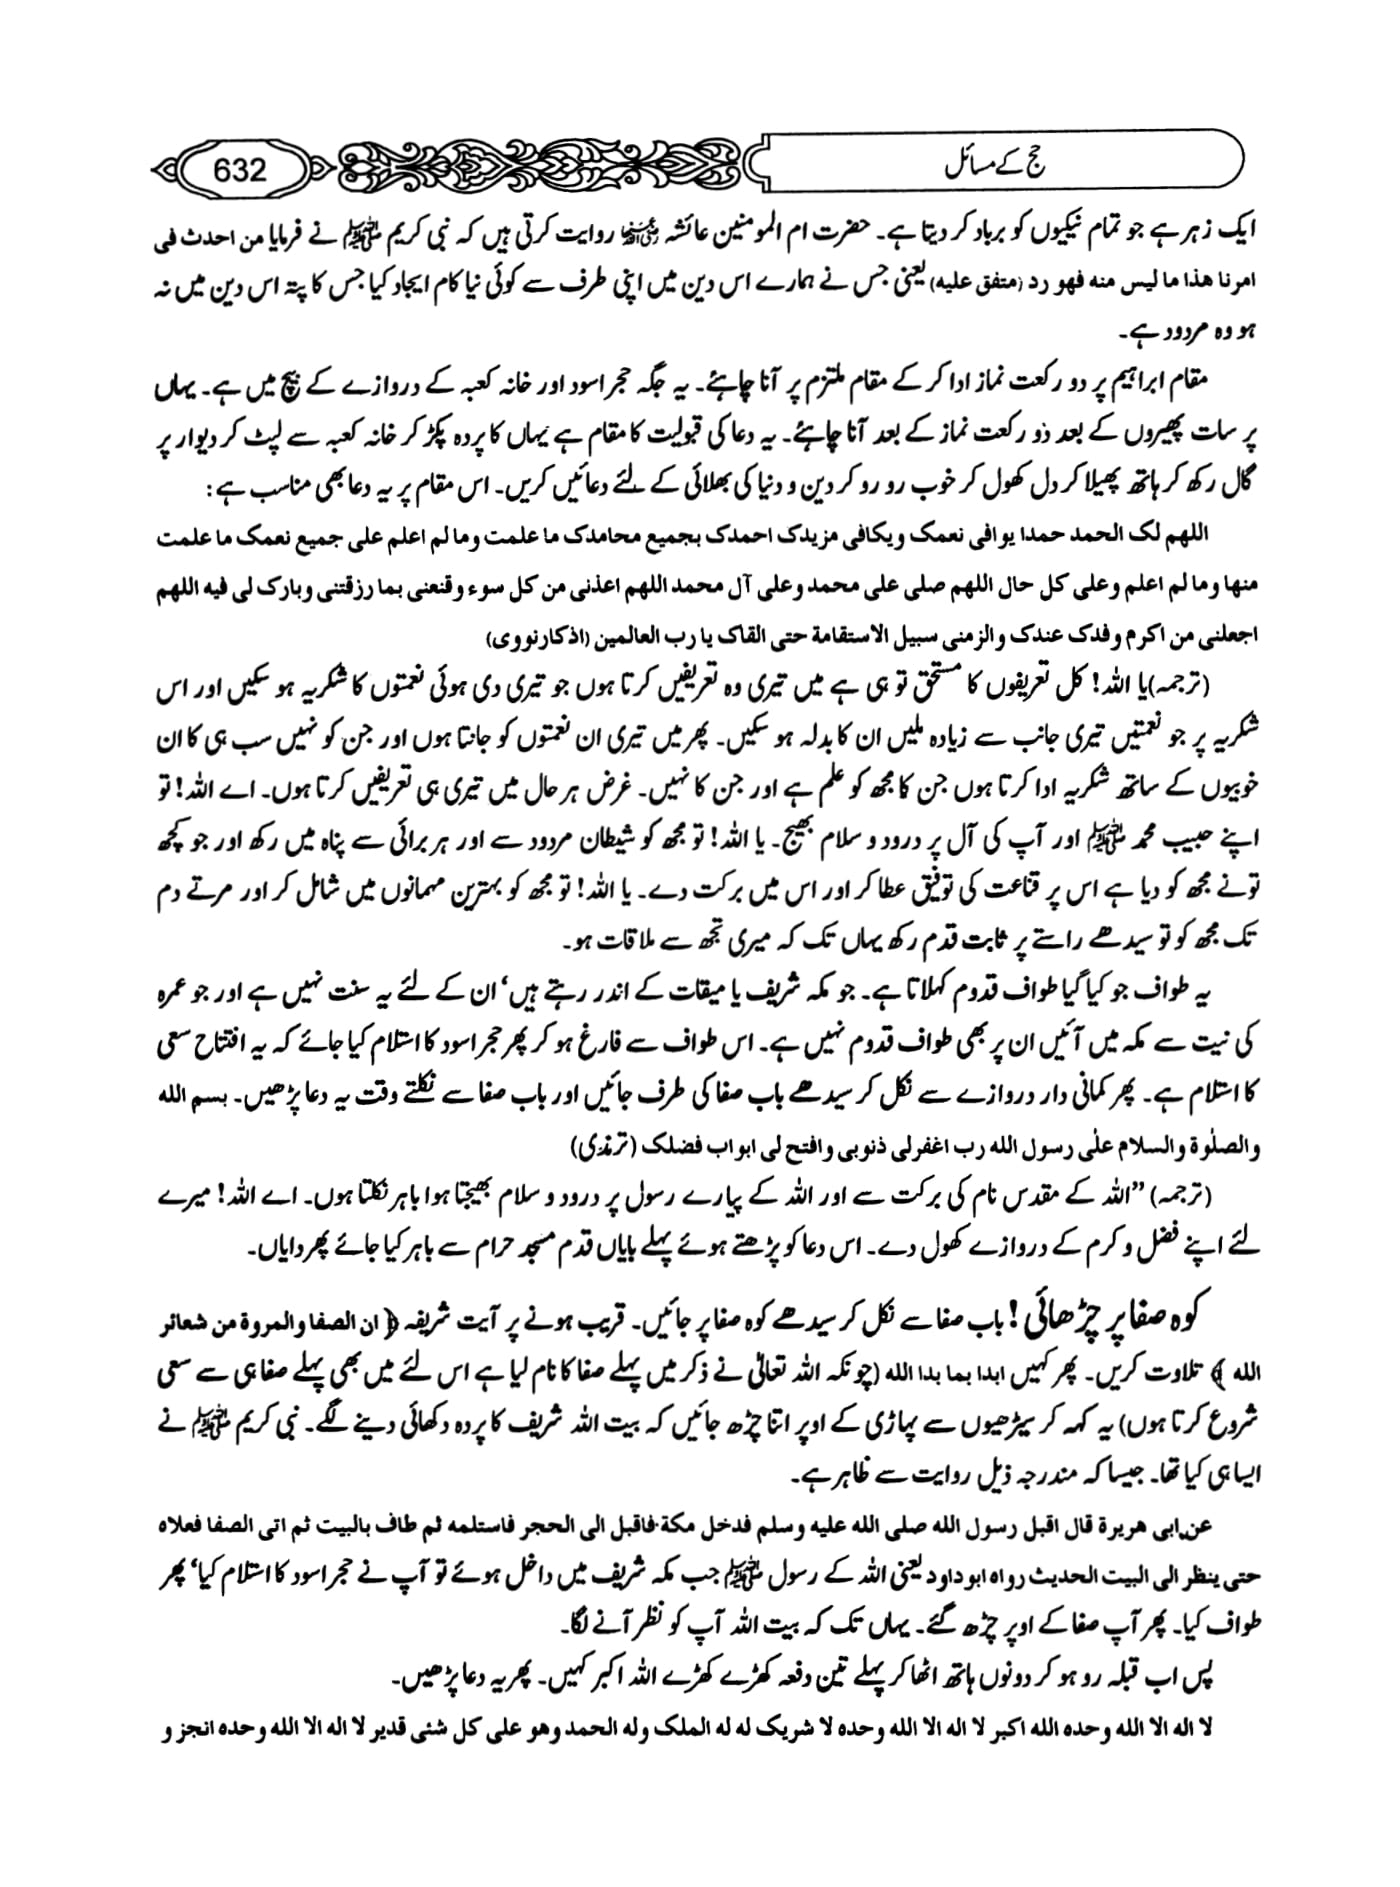 حج کے مسائل
632
ایک زہر ہے جو تمام نیکیوں کو برباد کر دیتا ہے۔ حضرت ام المومنین عائشہ رضی اللہ عنہا روایت کرتی ہیں کہ نبی کریم ﷺ نے فرمایا من احدث فی
امرنا هذا ما لیس منه فهو رد (متفق علیه) یعنی جس نے ہمارے اس دین میں اپنی طرف سے کوئی نیا کام ایجاد کیا جس کا پتہ اس دین میں نہ
ہو وہ مردود ہے۔
مقام ابراہیم پر دو رکعت نماز ادا کر کے مقام ملتزم پر آنا چاہئے۔ یہ جگہ حجر اسود اور خانہ کعبہ کے دروازے کے بیچ میں ہے۔ یہاں
پر سات پھیروں کے بعد دو رکعت نماز کے بعد آنا چاہئے۔ یہ دعا کی قبولیت کا مقام ہے یہاں کا پردہ پکڑ کر خانہ کعبہ سے لپٹ کر دیوار پر
گال رکھ کر ہاتھ پھیلا کر دل کھول کر خوب رو رو کر دین و دنیا کی بھلائی کے لئے دعائیں کریں۔ اس مقام پر یہ دعا بھی مناسب ہے:
اللهم لک الحمد حمدا یوافی نعمک ویکافی مزیدک احمدک بجمیع محامدک ما علمت وما لم اعلم علی جمیع نعمک ما علمت
منها وما لم اعلم وعلی کل حال اللهم صلی علی محمد وعلی آل محمد اللهم اعذنی من کل سوء وقنعنی بما رزقتنی وبارک لی فیه اللهم
اجعلنی من اکرم وفدک عندک والزمنی سبیل الاستقامة حتی القاک یا رب العالمین (اذکار نووی)
(ترجمہ) یا اللہ! کل تعریفوں کا مستحق تو ہی ہے میں تیری وہ تعریفیں کرتا ہوں جو تیری دی ہوئی نعمتوں کا شکریہ ہو سکیں اور اس
شکریہ پر جو نعمتیں تیری جانب سے زیادہ ملیں ان کا بدلہ ہو سکیں۔ پھر میں تیری ان نعمتوں کو جانتا ہوں اور جن کو نہیں سب ہی کا ان
خوبیوں کے ساتھ شکریہ ادا کرتا ہوں جن کا مجھ کو علم ہے اور جن کا نہیں۔ غرض ہر حال میں تیری ہی تعریفیں کرتا ہوں۔ اے اللہ! تو
اپنے حبیب محمد ﷺ اور آپ کی آل پر درود و سلام بھیج۔ یا اللہ! تو مجھ کو شیطان مردود سے اور ہر برائی سے پناہ میں رکھ اور جو کچھ
تو نے مجھ کو دیا ہے اس پر قناعت کی توفیق عطا کر اور اس میں برکت دے۔ یا اللہ! تو مجھ کو بہترین مہمانوں میں شامل کر اور مرتے دم
تک مجھ کو تو سیدھے راستے پر ثابت قدم رکھ یہاں تک کہ میری تجھ سے ملاقات ہو۔
یہ طواف جو کیا گیا طواف قدوم کہلاتا ہے۔ جو مکہ شریف یا میقات کے اندر رہتے ہیں، ان کے لئے یہ سنت نہیں ہے اور جو عمرہ
کی نیت سے مکہ میں آئیں ان پر بھی طواف قدوم نہیں ہے۔ اس طواف سے فارغ ہو کر پھر حجر اسود کا استلام کیا جائے کہ یہ افتتاح سعی
کا استلام ہے۔ پھر کمانی دار دروازے سے نکل کر سیدھے باب صفا کی طرف جائیں اور باب صفا سے نکلتے وقت یہ دعا پڑھیں۔ بسم الله
والصلوٰة والسلام علی رسول الله رب اغفرلی ذنوبی وافتح لی ابواب فضلک (ترمذی)
(ترجمہ) ”اللہ کے مقدس نام کی برکت سے اور اللہ کے پیارے رسول پر درود و سلام بھیجتا ہوا باہر نکلتا ہوں۔ اے اللہ! میرے
لئے اپنے فضل و کرم کے دروازے کھول دے۔ اس دعا کو پڑھتے ہوئے پہلے بایاں قدم مسجد حرام سے باہر کیا جائے پھر دایاں۔
کوہ صفا پر چڑھائی! باب صفا سے نکل کر سیدھے کوہ صفا پر جائیں۔ قریب ہونے پر آیت شریفہ ﴿ ان الصفا والمروة من شعائر
الله ﴾ تلاوت کریں۔ پھر کہیں ابدا بما بدا الله (چونکہ اللہ تعالیٰ نے ذکر میں پہلے صفا کا نام لیا ہے اس لئے میں بھی پہلے صفا ہی سے سعی
شروع کرتا ہوں) یہ کہہ کر سیڑھیوں سے پہاڑی کے اوپر اتنا چڑھ جائیں کہ بیت اللہ شریف کا پردہ دکھائی دینے لگے۔ نبی کریم ﷺ نے
ایسا ہی کیا تھا۔ جیسا کہ مندرجہ ذیل روایت سے ظاہر ہے۔
عن ابی هریرة قال اقبل رسول الله صلی الله علیه وسلم فدخل مکة فاقبل الی الحجر فاستلمه ثم طاف بالبیت ثم اتی الصفا فعلاه
حتی ینظر الی البیت الحدیث رواه ابو داود یعنی اللہ کے رسول ﷺ جب مکہ شریف میں داخل ہوئے تو آپ نے حجر اسود کا استلام کیا، پھر
طواف کیا۔ پھر آپ صفا کے اوپر چڑھ گئے۔ یہاں تک کہ بیت اللہ آپ کو نظر آنے لگا۔
پس اب قبلہ رو ہو کر دونوں ہاتھ اٹھا کر پہلے تین دفعہ کھڑے کھڑے اللہ اکبر کہیں۔ پھر یہ دعا پڑھیں۔
لا اله الا الله وحده الله اکبر لا اله الا الله وحده لا شریک له له الملک وله الحمد وهو علی کل شئی قدیر لا اله الا الله وحده انجز و